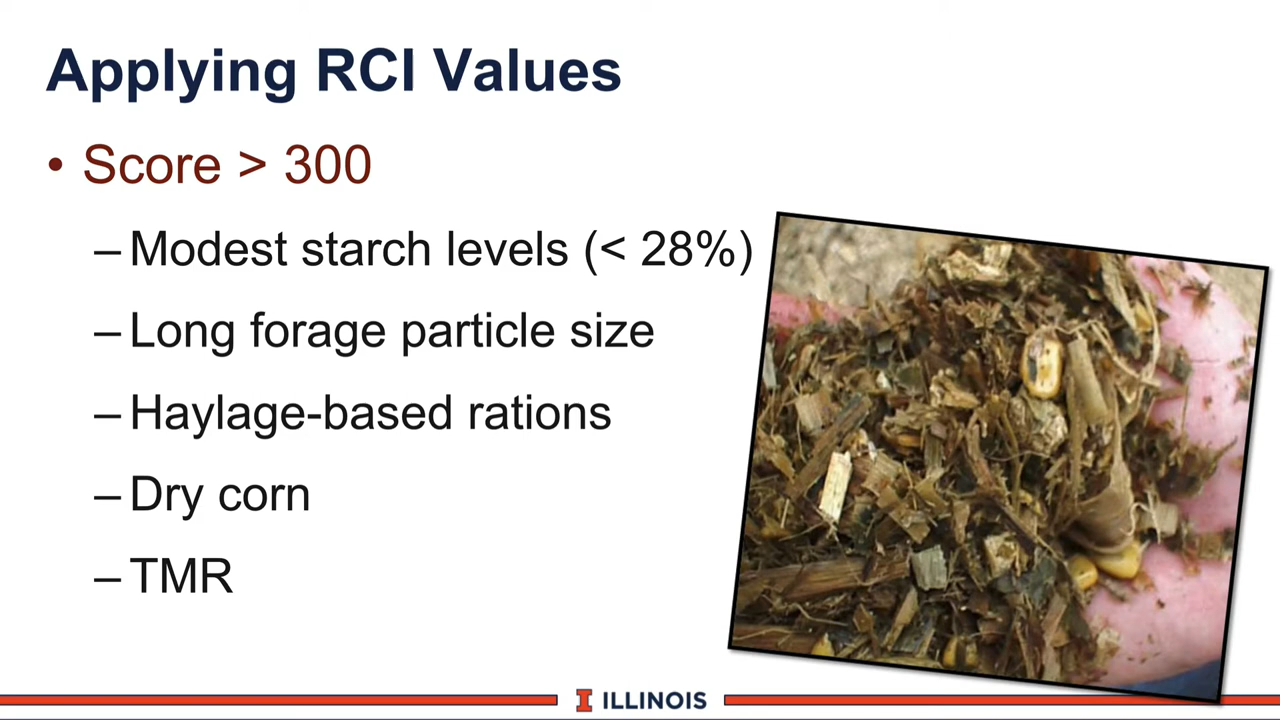 Applying RCI Values
• Score > 300
– Modest starch levels (< 28%)
– Long forage particle size
– Haylage-based rations
– Dry corn
– TMR
I ILLINOIS